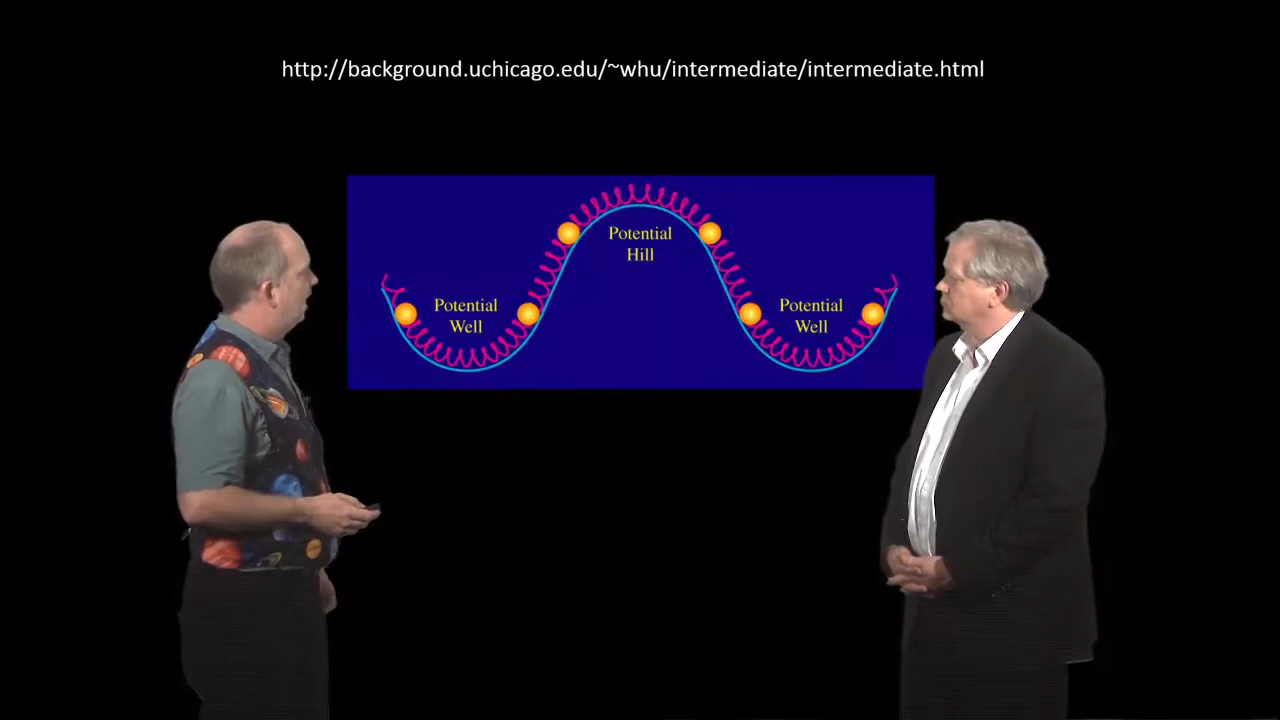 http://background.uchicago.edu/~whu/intermediate/intermediate.html
Potential
Hill
Potential
Well
Potential
Well